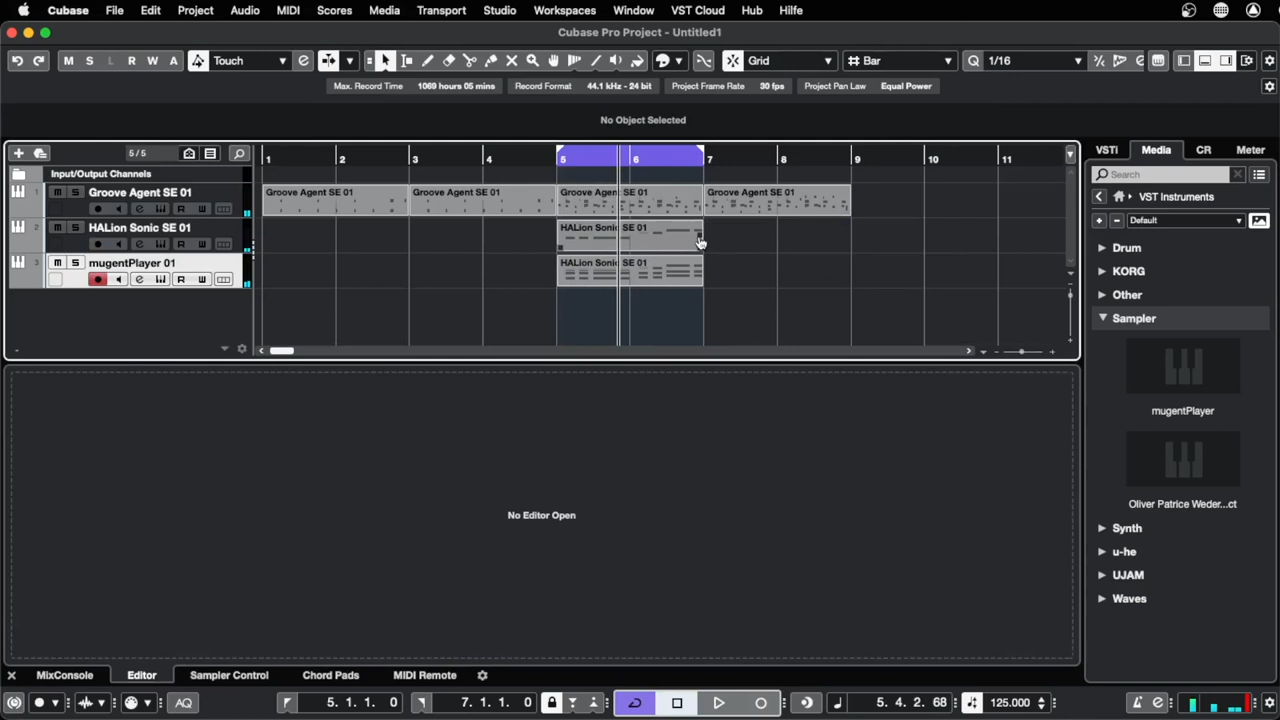 Cubase File Edit Project Audio MIDI Scores Media Transport Studio Workspaces Window VST Cloud Hub Hilfe
Cubase Pro Project - Untitled1
M S L R W A Touch Grid Bar Q 1/16
Max. Record Time 1069 hours 05 mins Record Format 44.1 kHz - 24 bit Project Frame Rate 30 fps Project Pan Law Equal Power
No Object Selected
5/5 1 2 3 4 5 6 7 8 9 10 11
Input/Output Channels
1 m S Groove Agent SE 01 Groove Agent SE 01 Groove Agent SE 01 Groove Agent SE 01 Groove Agent SE 01
R
2 m S HALion Sonic SE 01 HALion Sonic SE 01
R
3 m S mugentPlayer 01 HALion Sonic SE 01
R
VSTi Media CR Meter
Search
VST Instruments
Default
Drum
KORG
Other
Sampler
mugentPlayer
Oliver Patrice Weder...ct
Synth
u-he
UJAM
Waves
No Editor Open
MixConsole Editor Sampler Control Chord Pads MIDI Remote
AQ 5. 1. 1. 0 7. 1. 1. 0 5. 4. 2. 68 125.000